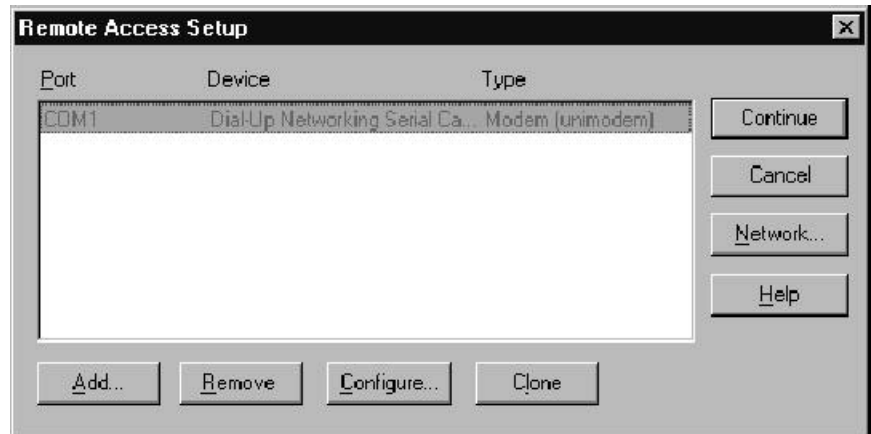 Remote Access Setup
Port Device Type
COM1 Dial-Up Networking Serial Ca... Modem (unimodem)
Continue
Cancel
Network...
Help
Add... Remove Configure... Clone